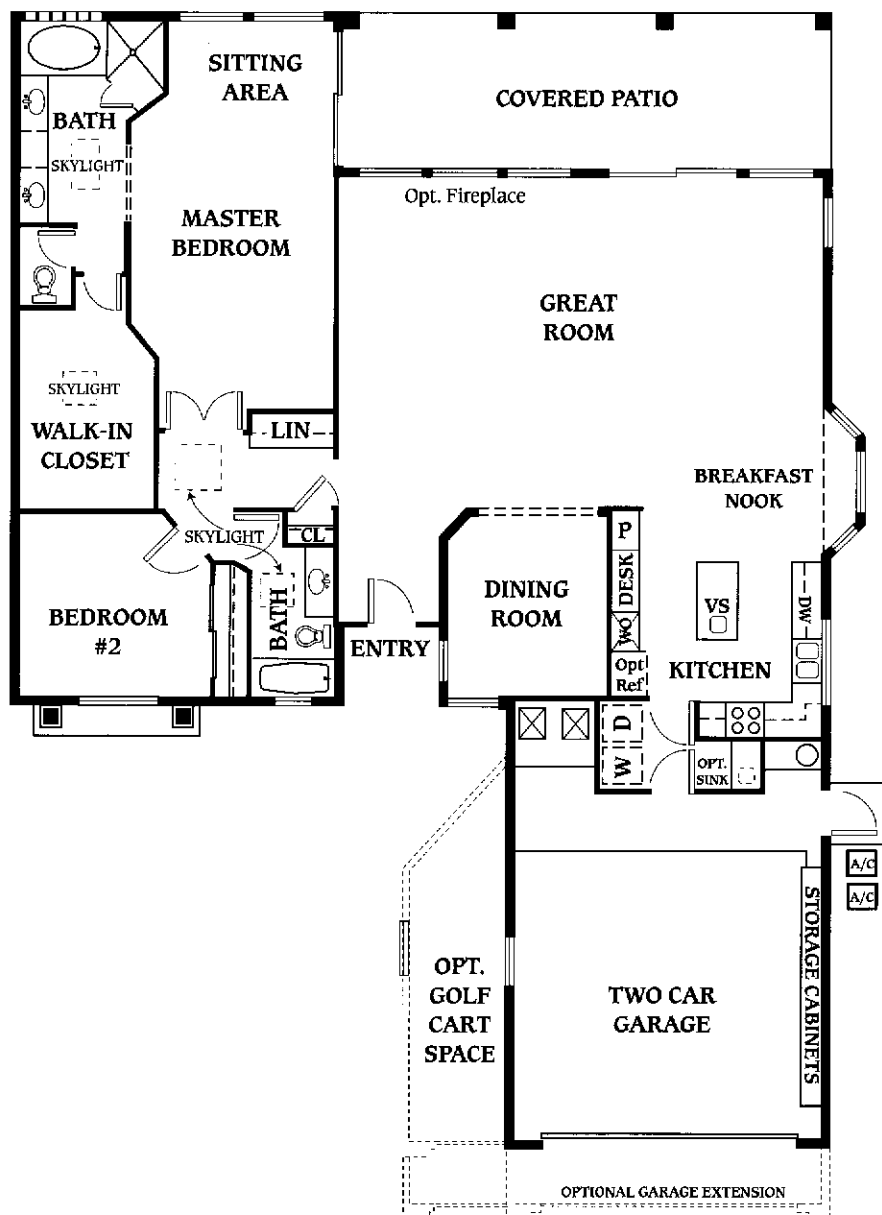 SITTING
AREA
COVERED PATIO
BATH
SKYLIGHT
Opt. Fireplace
MASTER
BEDROOM
GREAT
ROOM
SKYLIGHT
WALK-IN
CLOSET
LIN
BREAKFAST
NOOK
SKYLIGHT
CL
P
DESK
WO
Opt
Ref
DINING
ROOM
VS
DW
BEDROOM
#2
BATH
ENTRY
KITCHEN
D
W
OPT.
SINK
A/C
A/C
STORAGE CABINETS
OPT.
GOLF
CART
SPACE
TWO CAR
GARAGE
OPTIONAL GARAGE EXTENSION